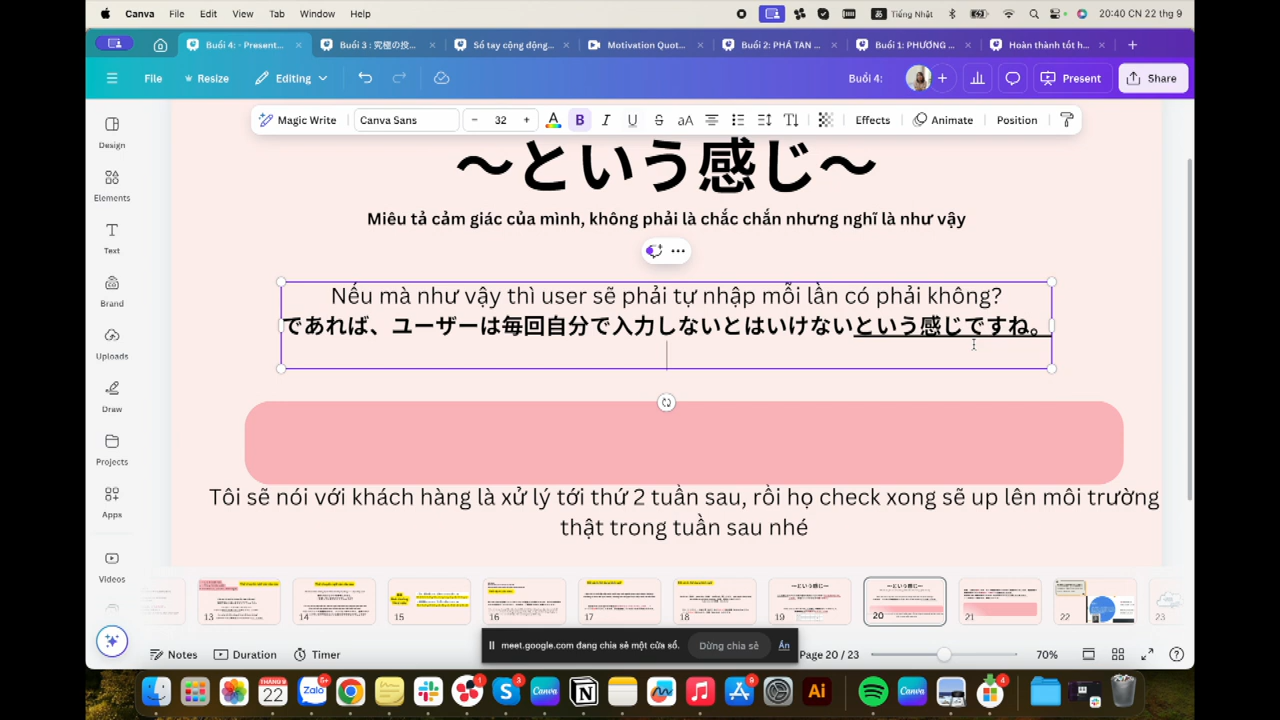 Canva File Edit View Tab Window Help
Tiếng Nhật 20:40 CN 22 thg 9
Buổi 4: - Present... Buổi 3 : 究極の投... Sổ tay cộng động... Motivation Quot... Buổi 2: PHÁ TAN ... Buổi 1: PHƯƠNG ... Hoàn thành tốt h...
File Resize Editing Buổi 4: Present Share
Magic Write Canva Sans 32 A B I U S aA Effects Animate Position
Design
Elements
Text
Brand
Uploads
Draw
Projects
Apps
Videos
〜という感じ〜
Miêu tả cảm giác của mình, không phải là chắc chắn nhưng nghĩ là như vậy
Nếu mà như vậy thì user sẽ phải tự nhập mỗi lần có phải không?
であれば、ユーザーは毎回自分で入力しないとはいけないという感じですね。
Tôi sẽ nói với khách hàng là xử lý tới thứ 2 tuần sau, rồi họ check xong sẽ up lên môi trường
thật trong tuần sau nhé
13 14 15 16 17 18 19 20 21 22 23
meet.google.com đang chia sẻ một cửa sổ. Dừng chia sẻ Ẩn
Notes Duration Timer Page 20 / 23 70%